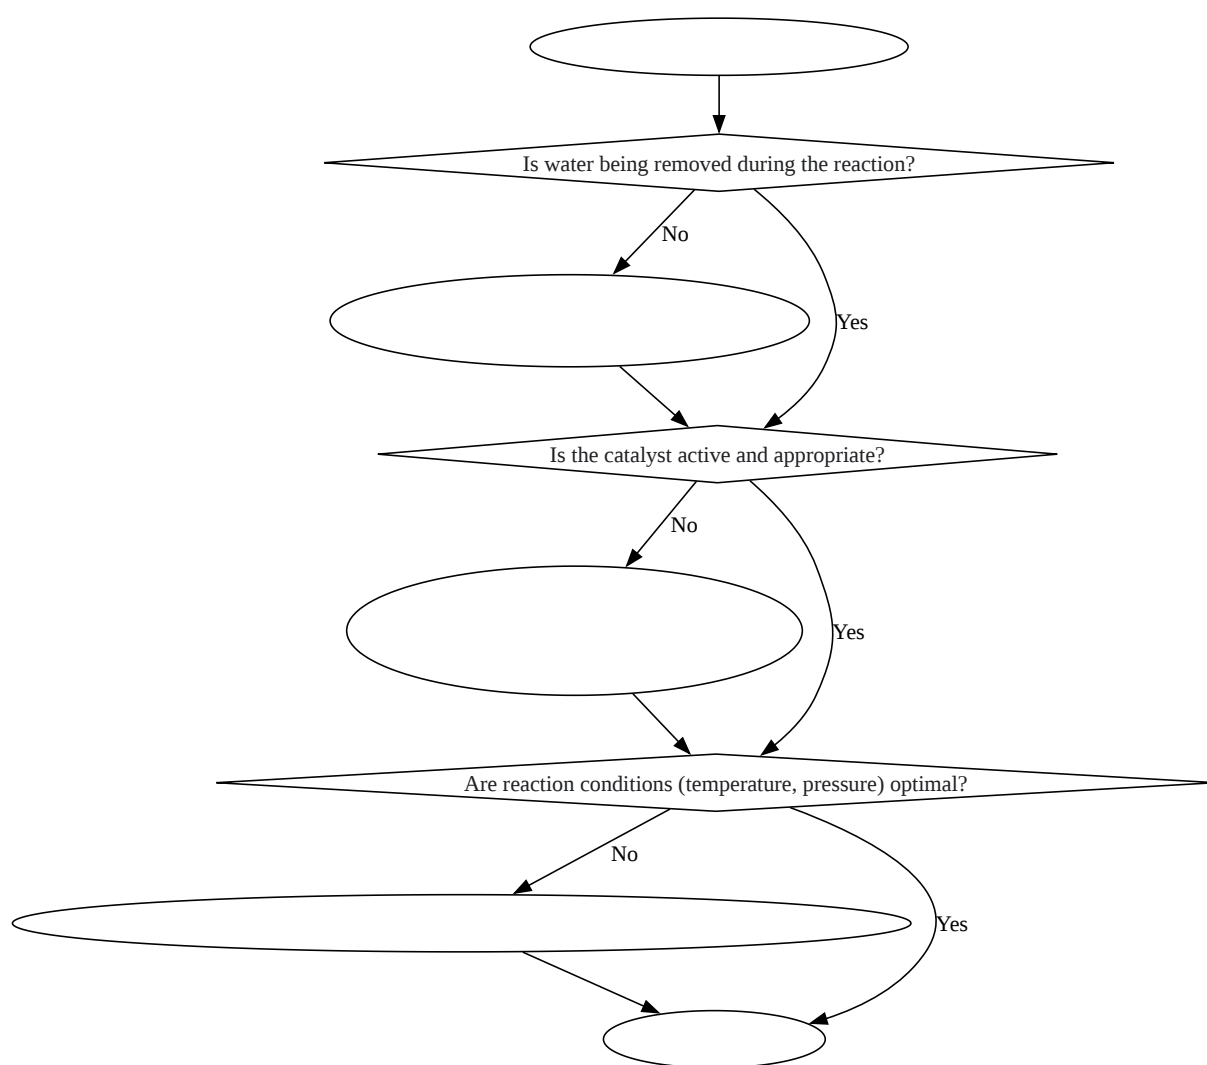 Is water being removed during the reaction?
No
Yes
Is the catalyst active and appropriate?
No
Yes
Are reaction conditions (temperature, pressure) optimal?
No
Yes